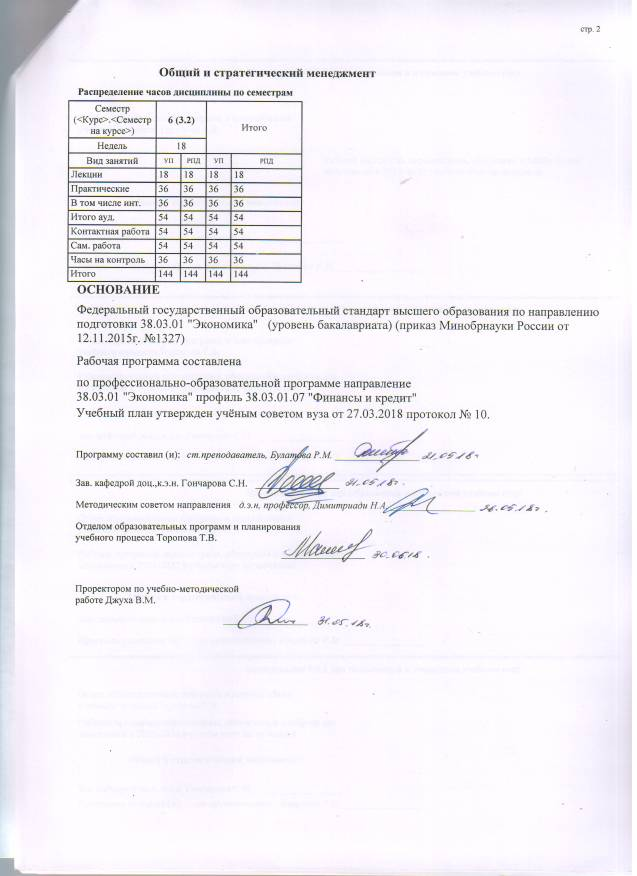 стр. 2
Общий и стратегический менеджмент
Распределение часов дисциплины по семестрам
Семестр (<Курс>.<Семестр на курсе>) 6 (3.2) Итого
Недель 18
Вид занятий УП РПД УП РПД
Лекции 18 18 18 18
Практические 36 36 36 36
В том числе инт. 36 36 36 36
Итого ауд. 54 54 54 54
Контактная работа 54 54 54 54
Сам. работа 54 54 54 54
Часы на контроль 36 36 36 36
Итого 144 144 144 144
ОСНОВАНИЕ
Федеральный государственный образовательный стандарт высшего образования по направлению
подготовки 38.03.01 "Экономика" (уровень бакалавриата) (приказ Минобрнауки России от
12.11.2015г. №1327)
Рабочая программа составлена
по профессионально-образовательной программе направление
38.03.01 "Экономика" профиль 38.03.01.07 "Финансы и кредит"
Учебный план утвержден учёным советом вуза от 27.03.2018 протокол № 10.
Программу составил (и): ст.преподаватель, Булатова Р.М. 21.05.18г
Зав. кафедрой доц.,к.э.н. Гончарова С.Н. 21.05.18г.
Методическим советом направления д.э.н, профессор, Димитриади Н.А. 28.05.18г.
Отделом образовательных программ и планирования
учебного процесса Торопова Т.В.
30.0518.
Проректором по учебно-методической
работе Джуха В.М.
31.05.18г.